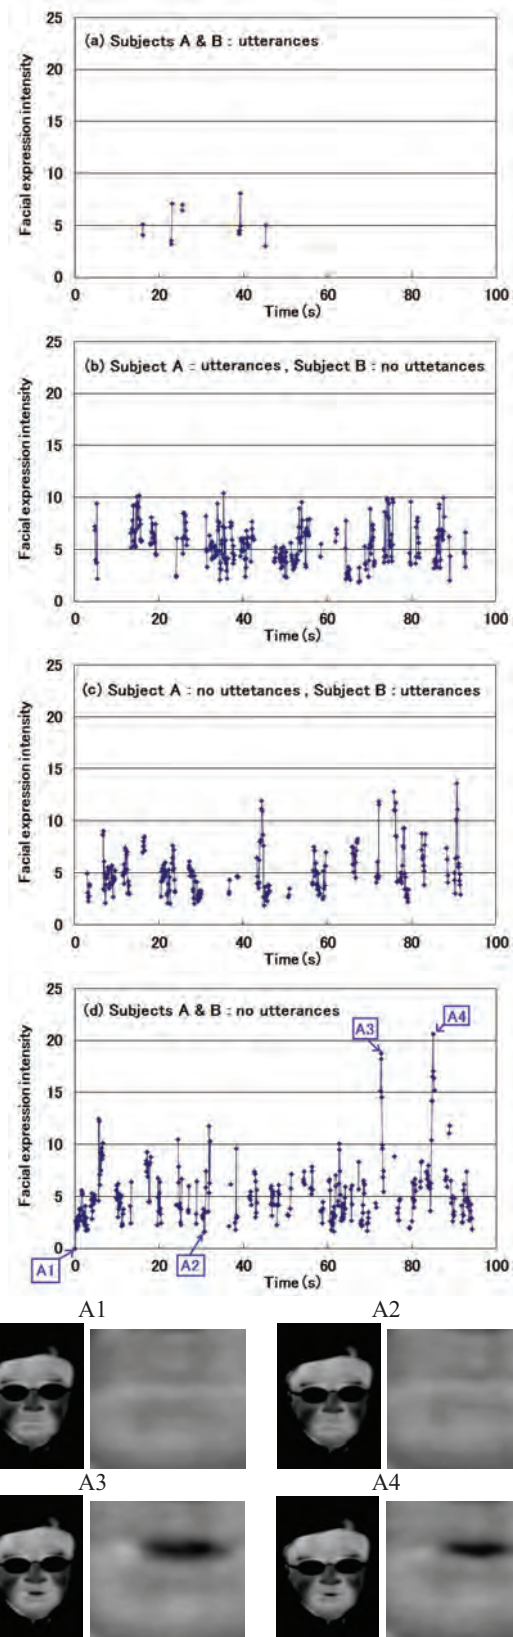 25
(a) Subjects A & B : utterances
20
15
10
5
0
Facial expression intensity
0 20 40 60 80 100
Time (s)
25
(b) Subject A : utterances , Subject B : no uttetances
20
15
10
5
0
Facial expression intensity
0 20 40 60 80 100
Time (s)
25
(c) Subject A : no uttetances , Subject B : utterances
20
15
10
5
0
Facial expression intensity
0 20 40 60 80 100
Time (s)
25
(d) Subjects A & B : no utterances
A3 A4
20
15
10
5
0
Facial expression intensity
A1 A2
0 20 40 60 80 100
Time (s)
A1 A2
A3 A4